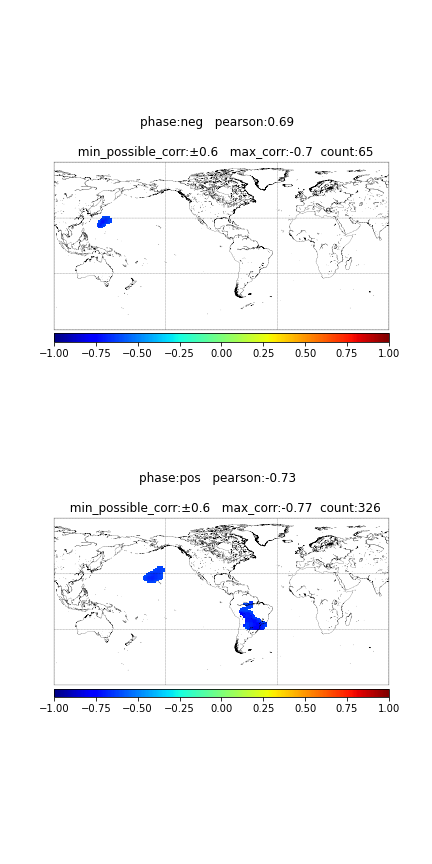 phase:neg   pearson:0.69
min_possible_corr:±0.6   max_corr:-0.7  count:65
−1.00 −0.75 −0.50 −0.25 0.00 0.25 0.50 0.75 1.00
phase:pos   pearson:-0.73
min_possible_corr:±0.6   max_corr:-0.77  count:326
−1.00 −0.75 −0.50 −0.25 0.00 0.25 0.50 0.75 1.00